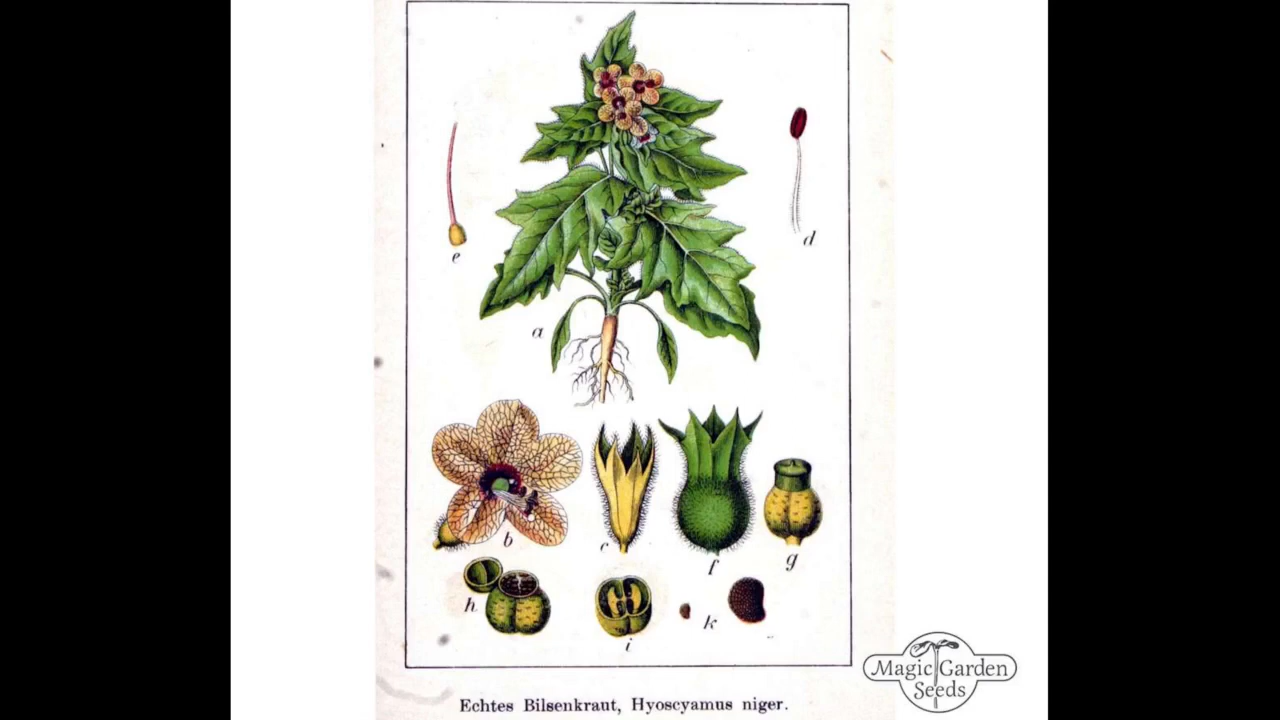 e
d
a
b
c
f
g
h
i
k
Echtes Bilsenkraut, Hyoscyamus niger.
Magic Garden
Seeds